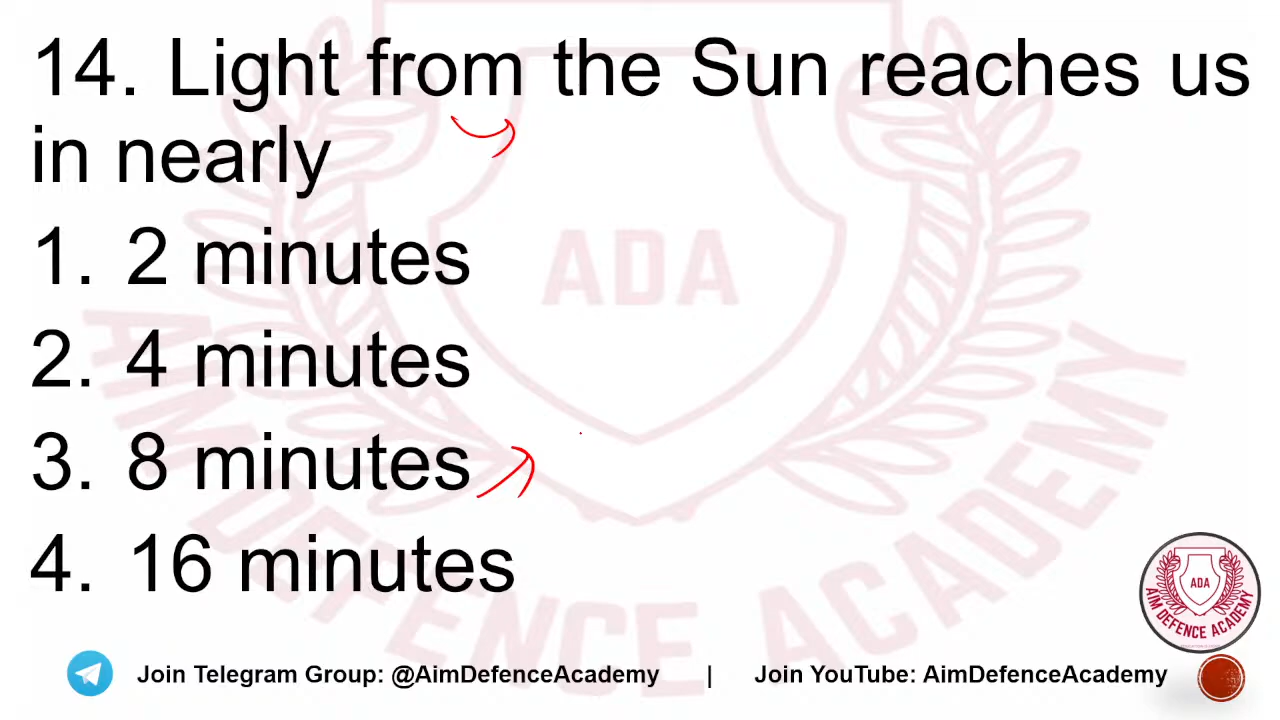 14. Light from the Sun reaches us
in nearly
1. 2 minutes
2. 4 minutes
3. 8 minutes
4. 16 minutes
ADA
AIM DEFENCE ACADEMY
ADA
AIM DEFENCE ACADEMY
Join Telegram Group: @AimDefenceAcademy | Join YouTube: AimDefenceAcademy